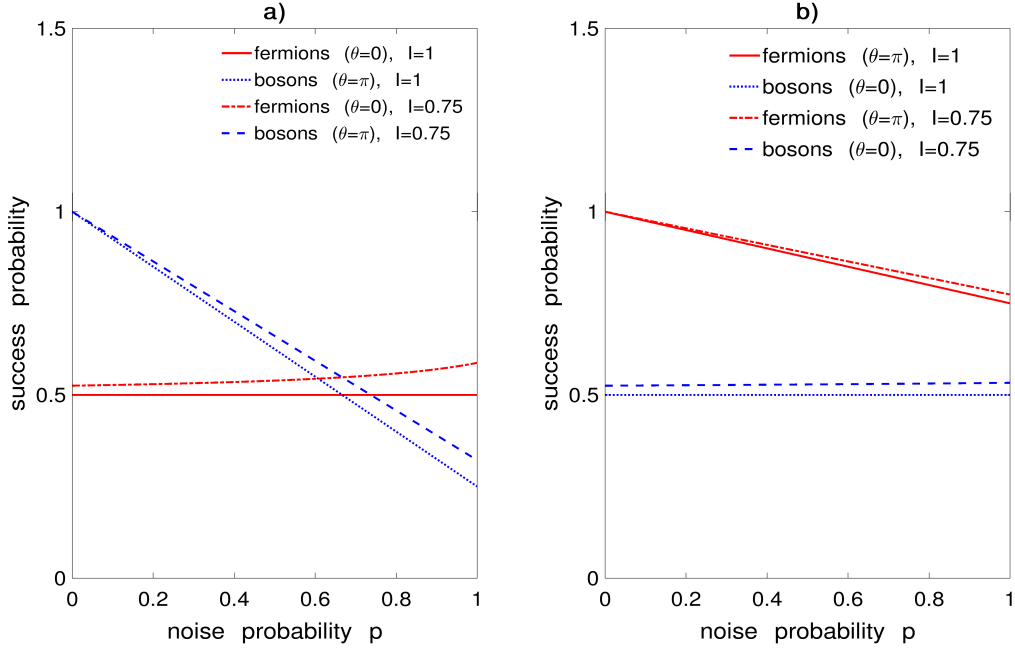 a)
1.5
1
0.5
0
success probability
fermions (θ=0), I=1
bosons (θ=π), I=1
fermions (θ=0), I=0.75
bosons (θ=π), I=0.75
0 0.2 0.4 0.6 0.8 1
noise probability p
b)
1.5
1
0.5
0
success probability
fermions (θ=π), I=1
bosons (θ=0), I=1
fermions (θ=π), I=0.75
bosons (θ=0), I=0.75
0 0.2 0.4 0.6 0.8 1
noise probability p